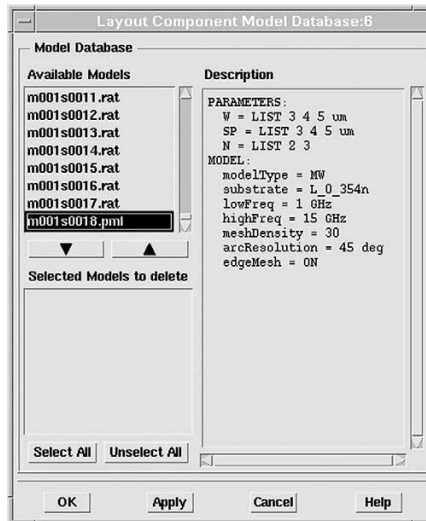 Layout Component Model Database:6
Model Database
Available Models
m001s0011.rat
m001s0012.rat
m001s0013.rat
m001s0014.rat
m001s0015.rat
m001s0016.rat
m001s0017.rat
m001s0018.pml
Selected Models to delete
Select All Unselect All
Description
PARAMETERS:
W = LIST 3 4 5 um
SP = LIST 3 4 5 um
N = LIST 2 3
MODEL:
modelType = MW
substrate = L_0_354n
lowFreq = 1 GHz
highFreq = 15 GHz
meshDensity = 30
arcResolution = 45 deg
edgeMesh = ON
OK Apply Cancel Help